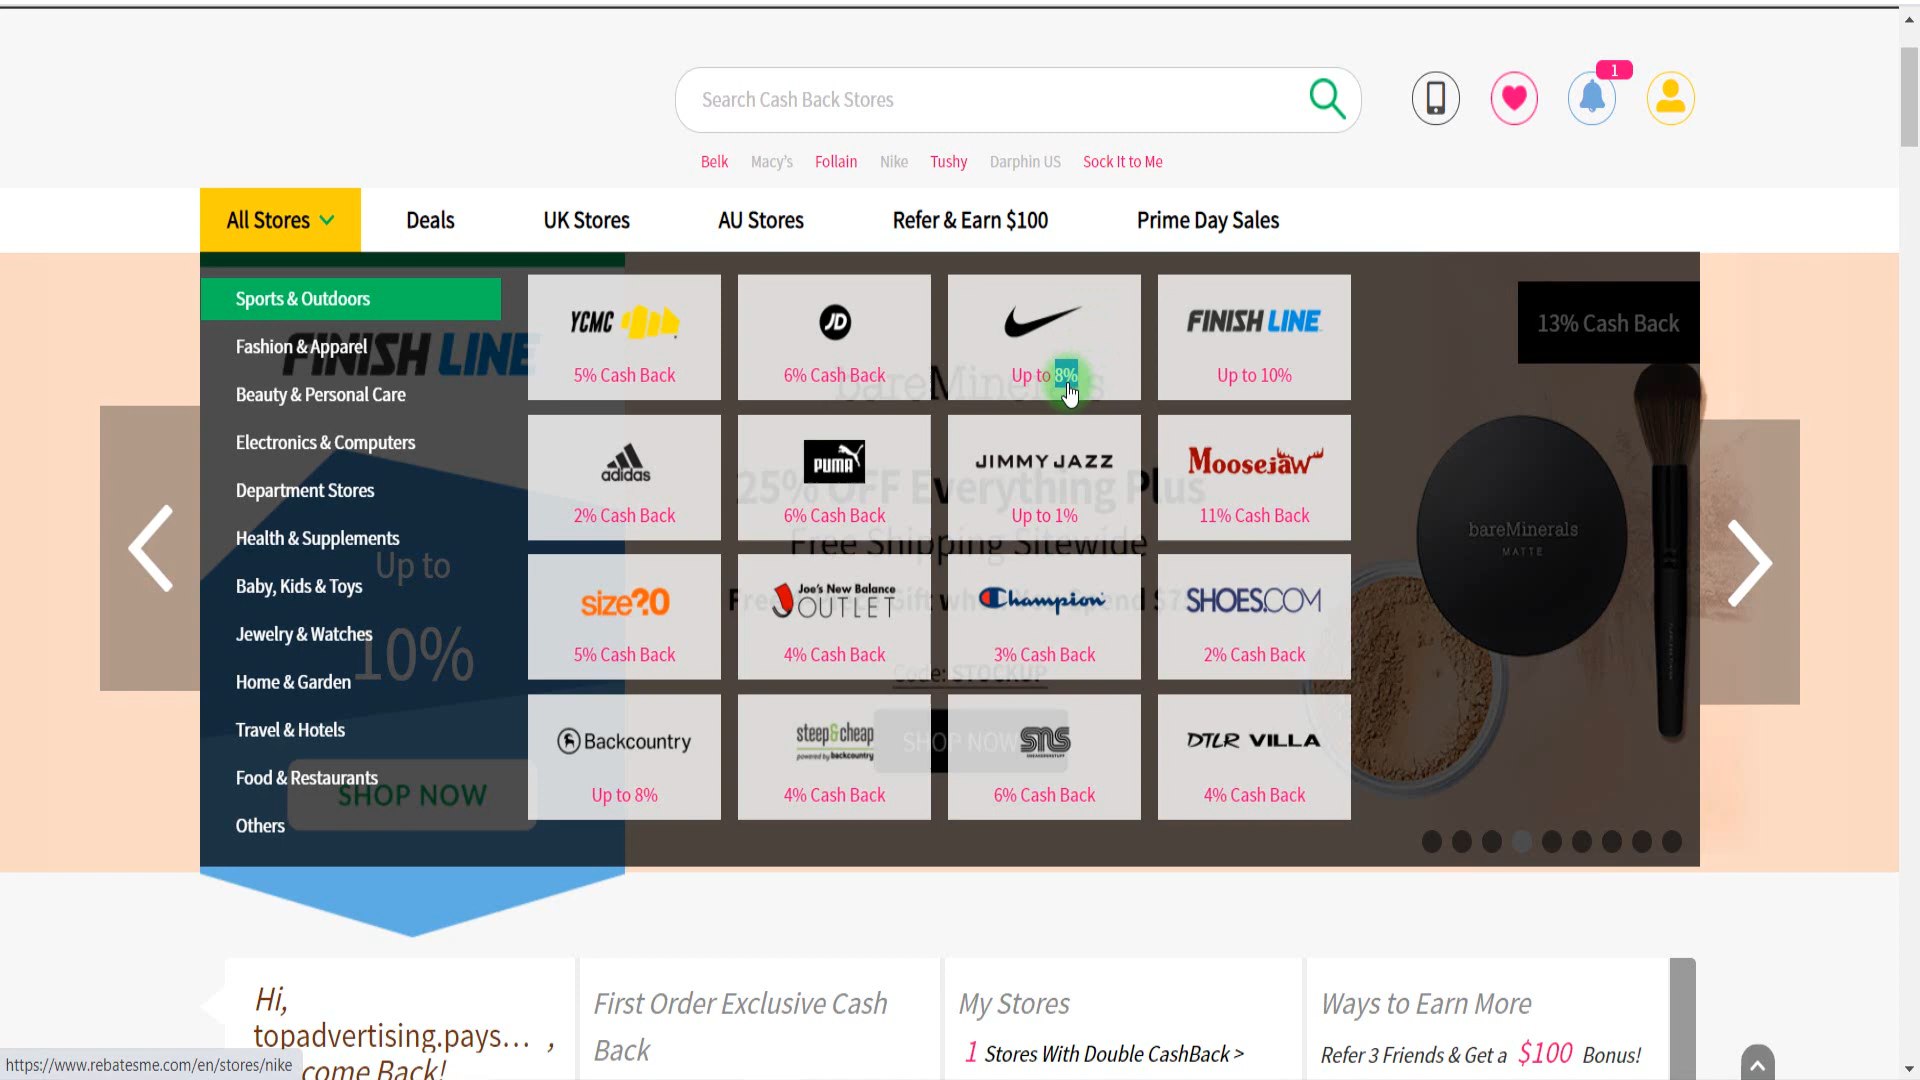 Search Cash Back Stores
1
Belk Macy's Follain Nike Tushy Darphin US Sock It to Me
All Stores Deals UK Stores AU Stores Refer & Earn $100 Prime Day Sales
Sports & Outdoors
Fashion & Apparel
Beauty & Personal Care
Electronics & Computers
Department Stores
Health & Supplements
Baby, Kids & Toys
Jewelry & Watches
Home & Garden
Travel & Hotels
Food & Restaurants
Others
FINISH LINE
Up to
10%
SHOP NOW
YCMC
5% Cash Back
JD
6% Cash Back
Up to 8%
FINISH LINE
Up to 10%
adidas
2% Cash Back
PUMA
6% Cash Back
JIMMY JAZZ
Up to 1%
Moosejaw
11% Cash Back
size?0
5% Cash Back
Joe's New Balance
OUTLET
4% Cash Back
Champion
3% Cash Back
SHOES.COM
2% Cash Back
Backcountry
Up to 8%
steep&cheap
powered by backcountry
4% Cash Back
SNS
SNEAKERSNSTUFF
6% Cash Back
DTLR VILLA
4% Cash Back
bareMinerals
25% OFF Everything Plus
Free Shipping Sitewide
Code: STOCKUP
SHOP NOW
13% Cash Back
bareMinerals
MATTE
Hi,
topadvertising.pays... ,
come Back!
First Order Exclusive Cash
Back
My Stores
1 Stores With Double CashBack >
Ways to Earn More
Refer 3 Friends & Get a $100 Bonus!
https://www.rebatesme.com/en/stores/nike